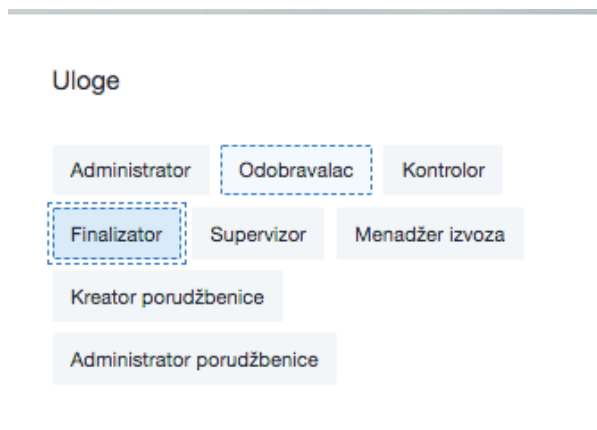 Uloge
Administrator Odobravalac Kontrolor
Finalizator Supervizor Menadžer izvoza
Kreator porudžbenice
Administrator porudžbenice